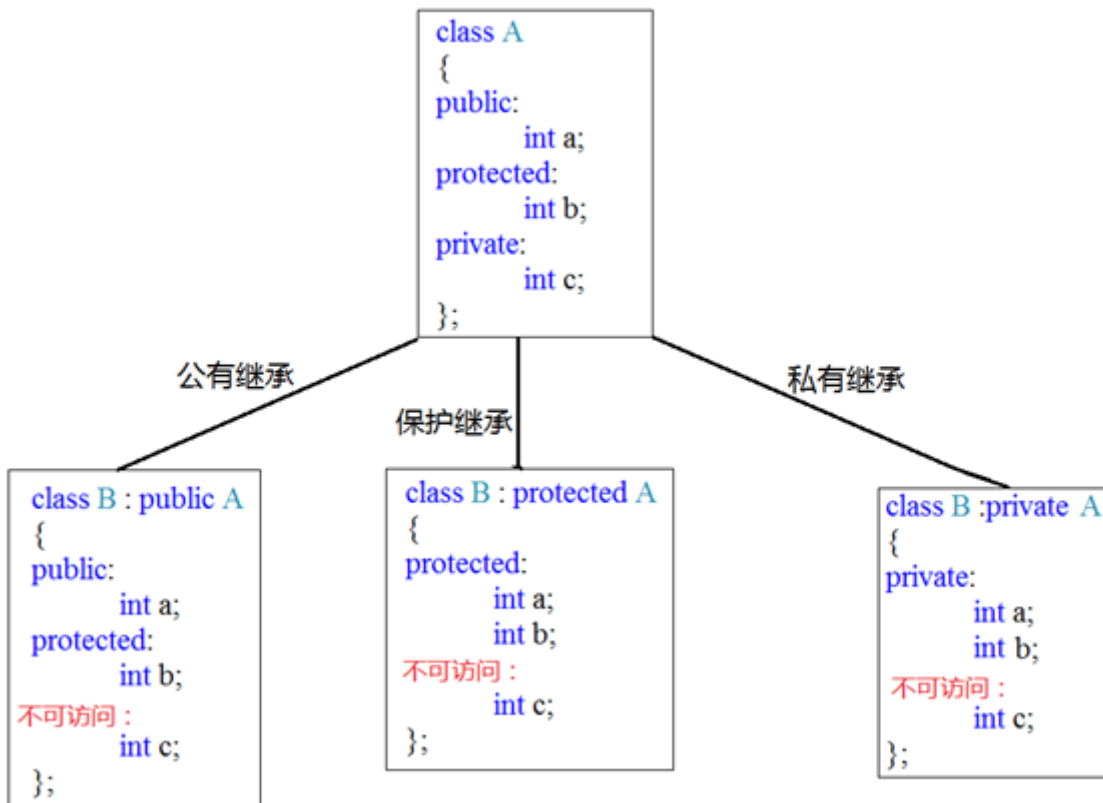 class A
{
public:
int a;
protected:
int b;
private:
int c;
};
公有继承
保护继承
私有继承
class B : public A
{
public:
int a;
protected:
int b;
不可访问：
int c;
};
class B : protected A
{
protected:
int a;
int b;
不可访问：
int c;
};
class B :private A
{
private:
int a;
int b;
不可访问：
int c;
};